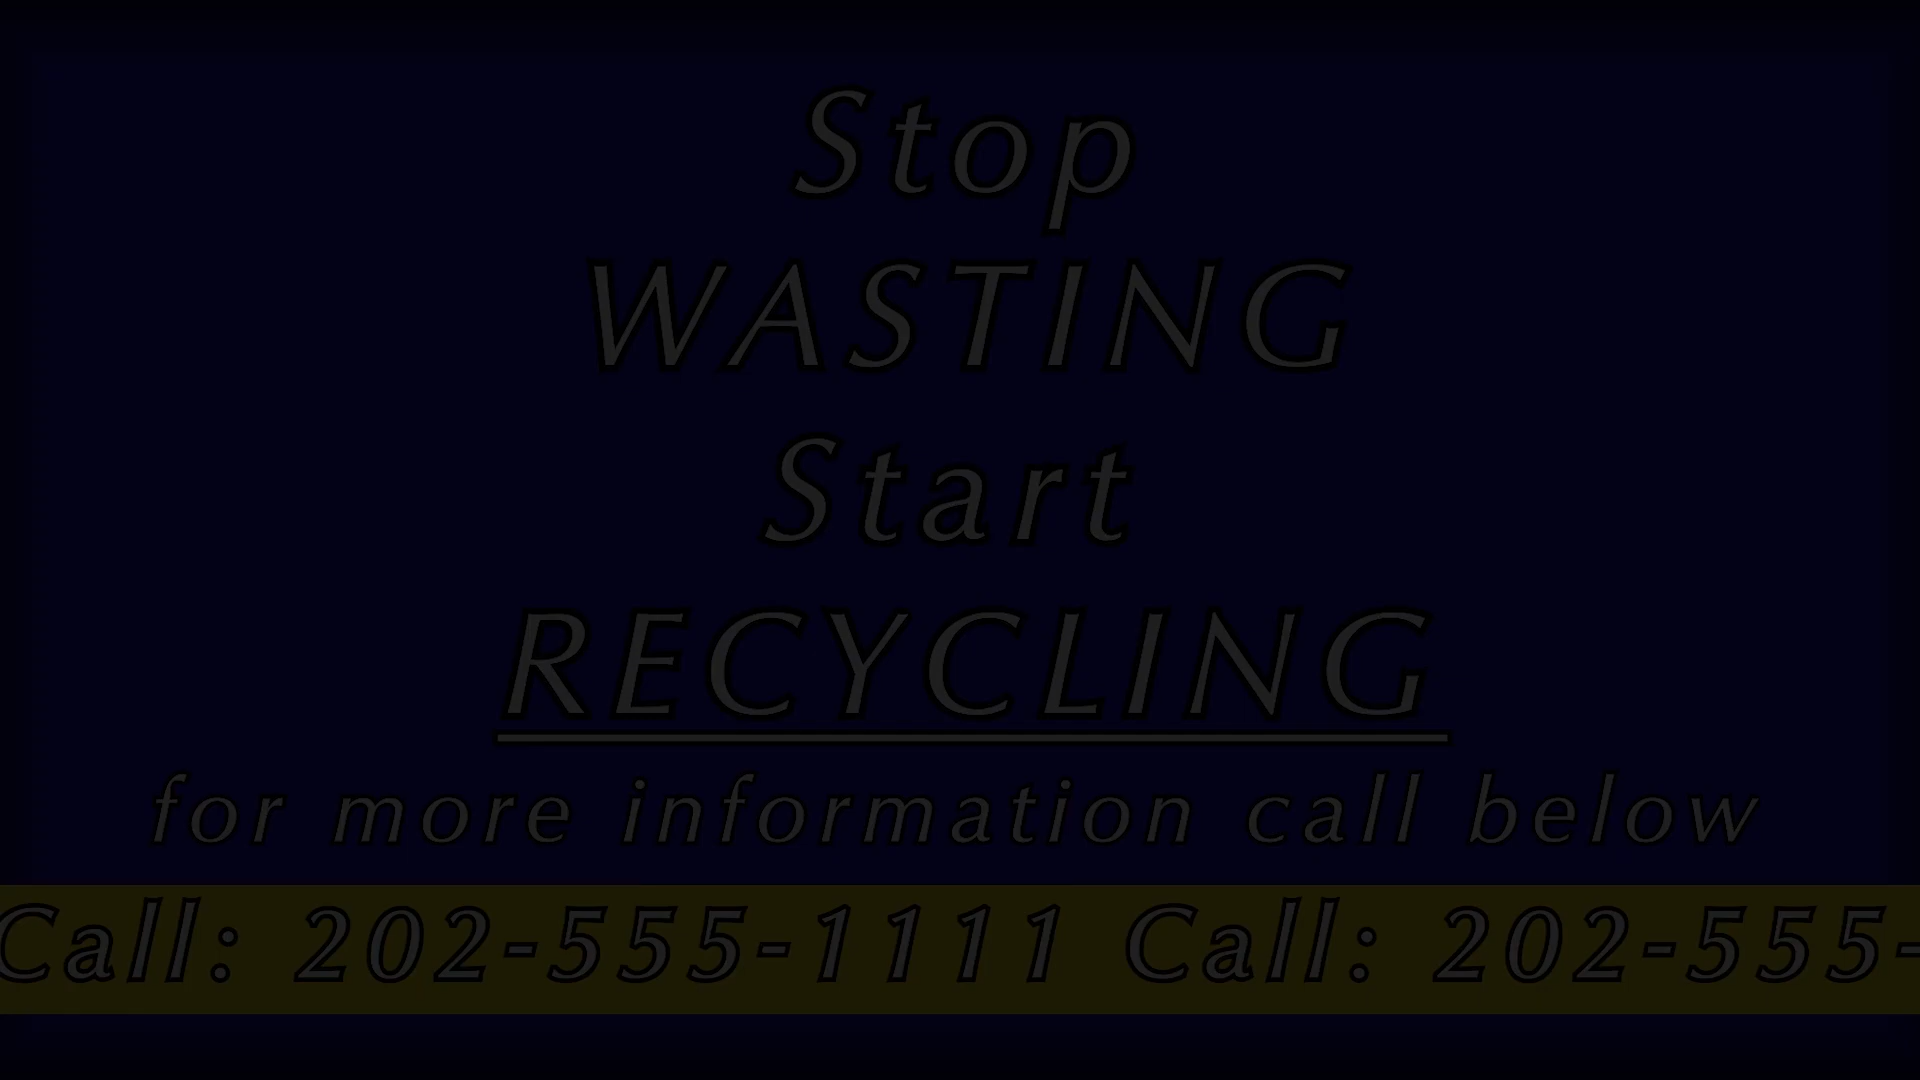 Stop
WASTING
Start
RECYCLING
for more information call below
Call: 202-555-1111 Call: 202-555-